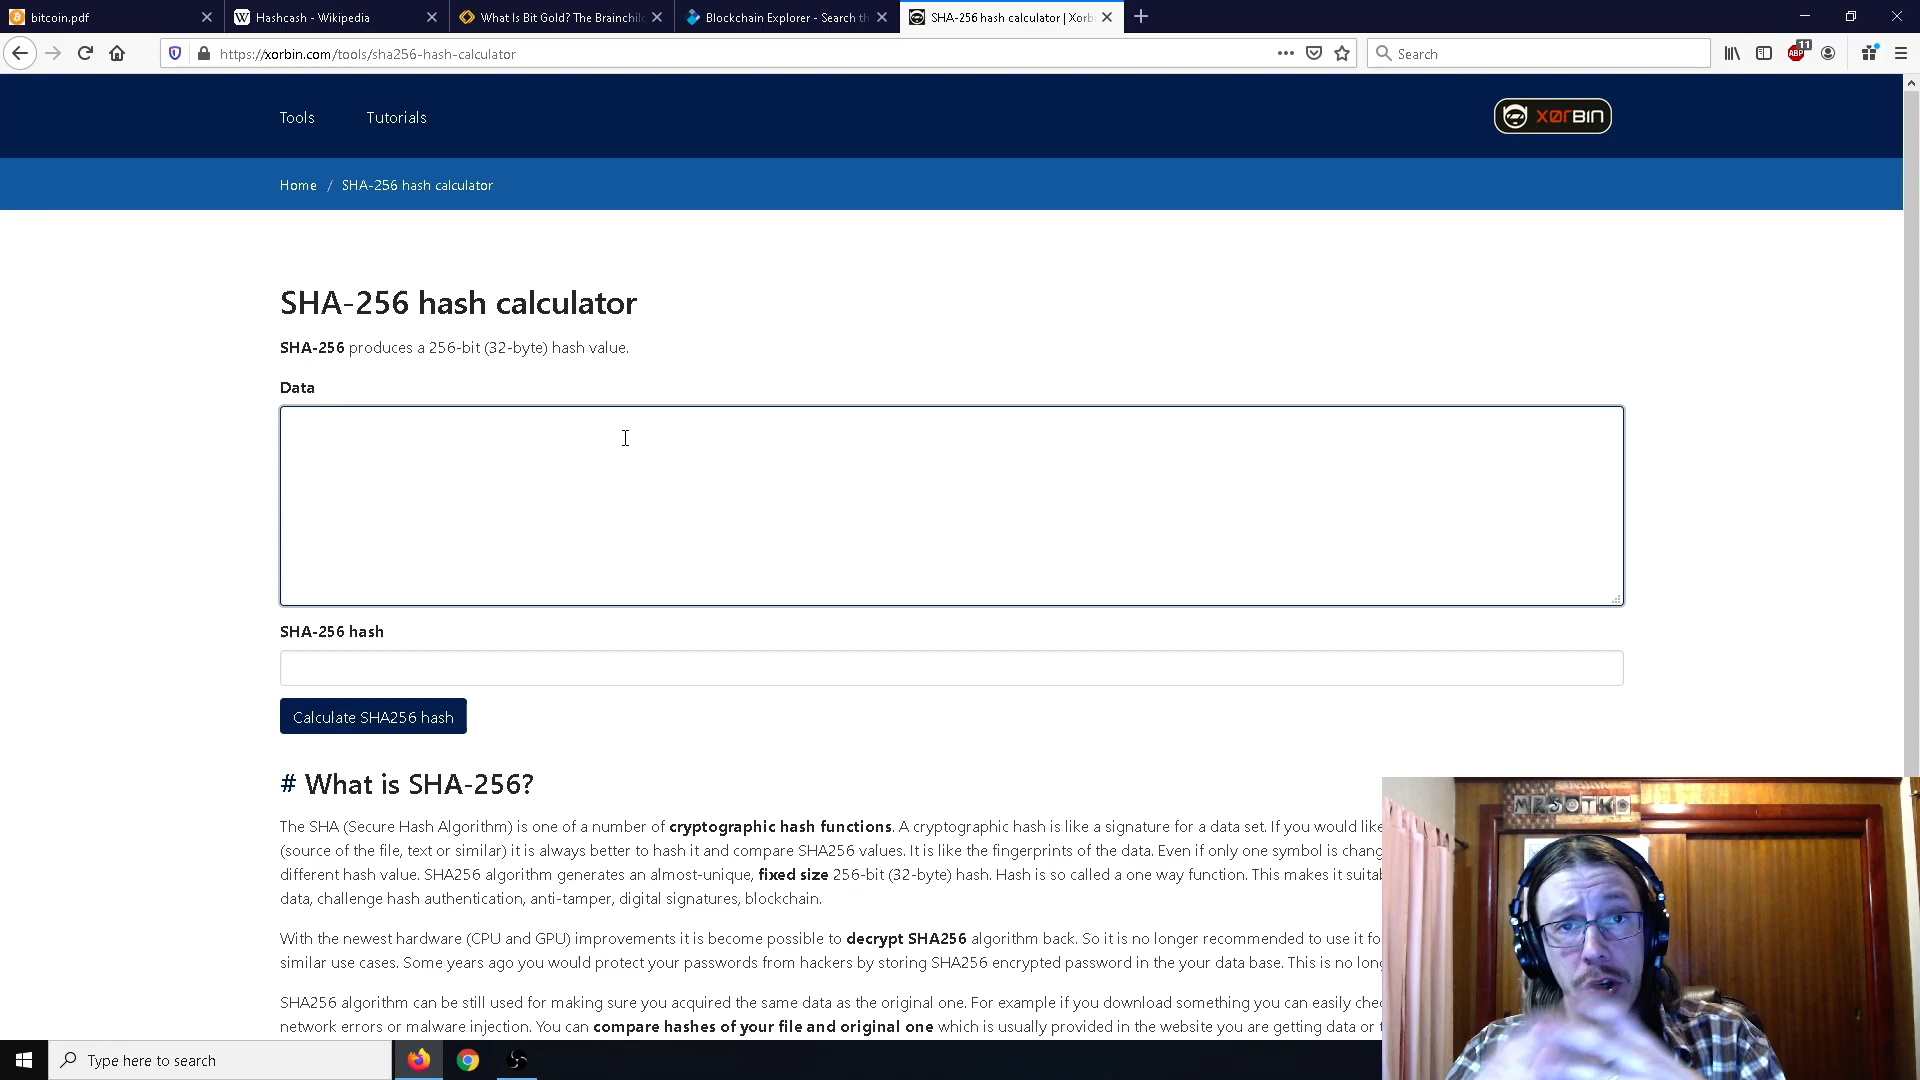 bitcoin.pdf
Hashcash - Wikipedia
What Is Bit Gold? The Brainchil
Blockchain Explorer - Search th
SHA-256 hash calculator | Xorb
https://xorbin.com/tools/sha256-hash-calculator
Search
ABP
11
Tools
Tutorials
xørBIN
Home / SHA-256 hash calculator
SHA-256 hash calculator
SHA-256 produces a 256-bit (32-byte) hash value.
Data
SHA-256 hash
Calculate SHA256 hash
# What is SHA-256?
The SHA (Secure Hash Algorithm) is one of a number of cryptographic hash functions. A cryptographic hash is like a signature for a data set. If you would like
(source of the file, text or similar) it is always better to hash it and compare SHA256 values. It is like the fingerprints of the data. Even if only one symbol is chang
different hash value. SHA256 algorithm generates an almost-unique, fixed size 256-bit (32-byte) hash. Hash is so called a one way function. This makes it suitab
data, challenge hash authentication, anti-tamper, digital signatures, blockchain.
With the newest hardware (CPU and GPU) improvements it is become possible to decrypt SHA256 algorithm back. So it is no longer recommended to use it fo
similar use cases. Some years ago you would protect your passwords from hackers by storing SHA256 encrypted password in the your data base. This is no long
SHA256 algorithm can be still used for making sure you acquired the same data as the original one. For example if you download something you can easily chec
network errors or malware injection. You can compare hashes of your file and original one which is usually provided in the website you are getting data or t
MRSOTKO
Type here to search